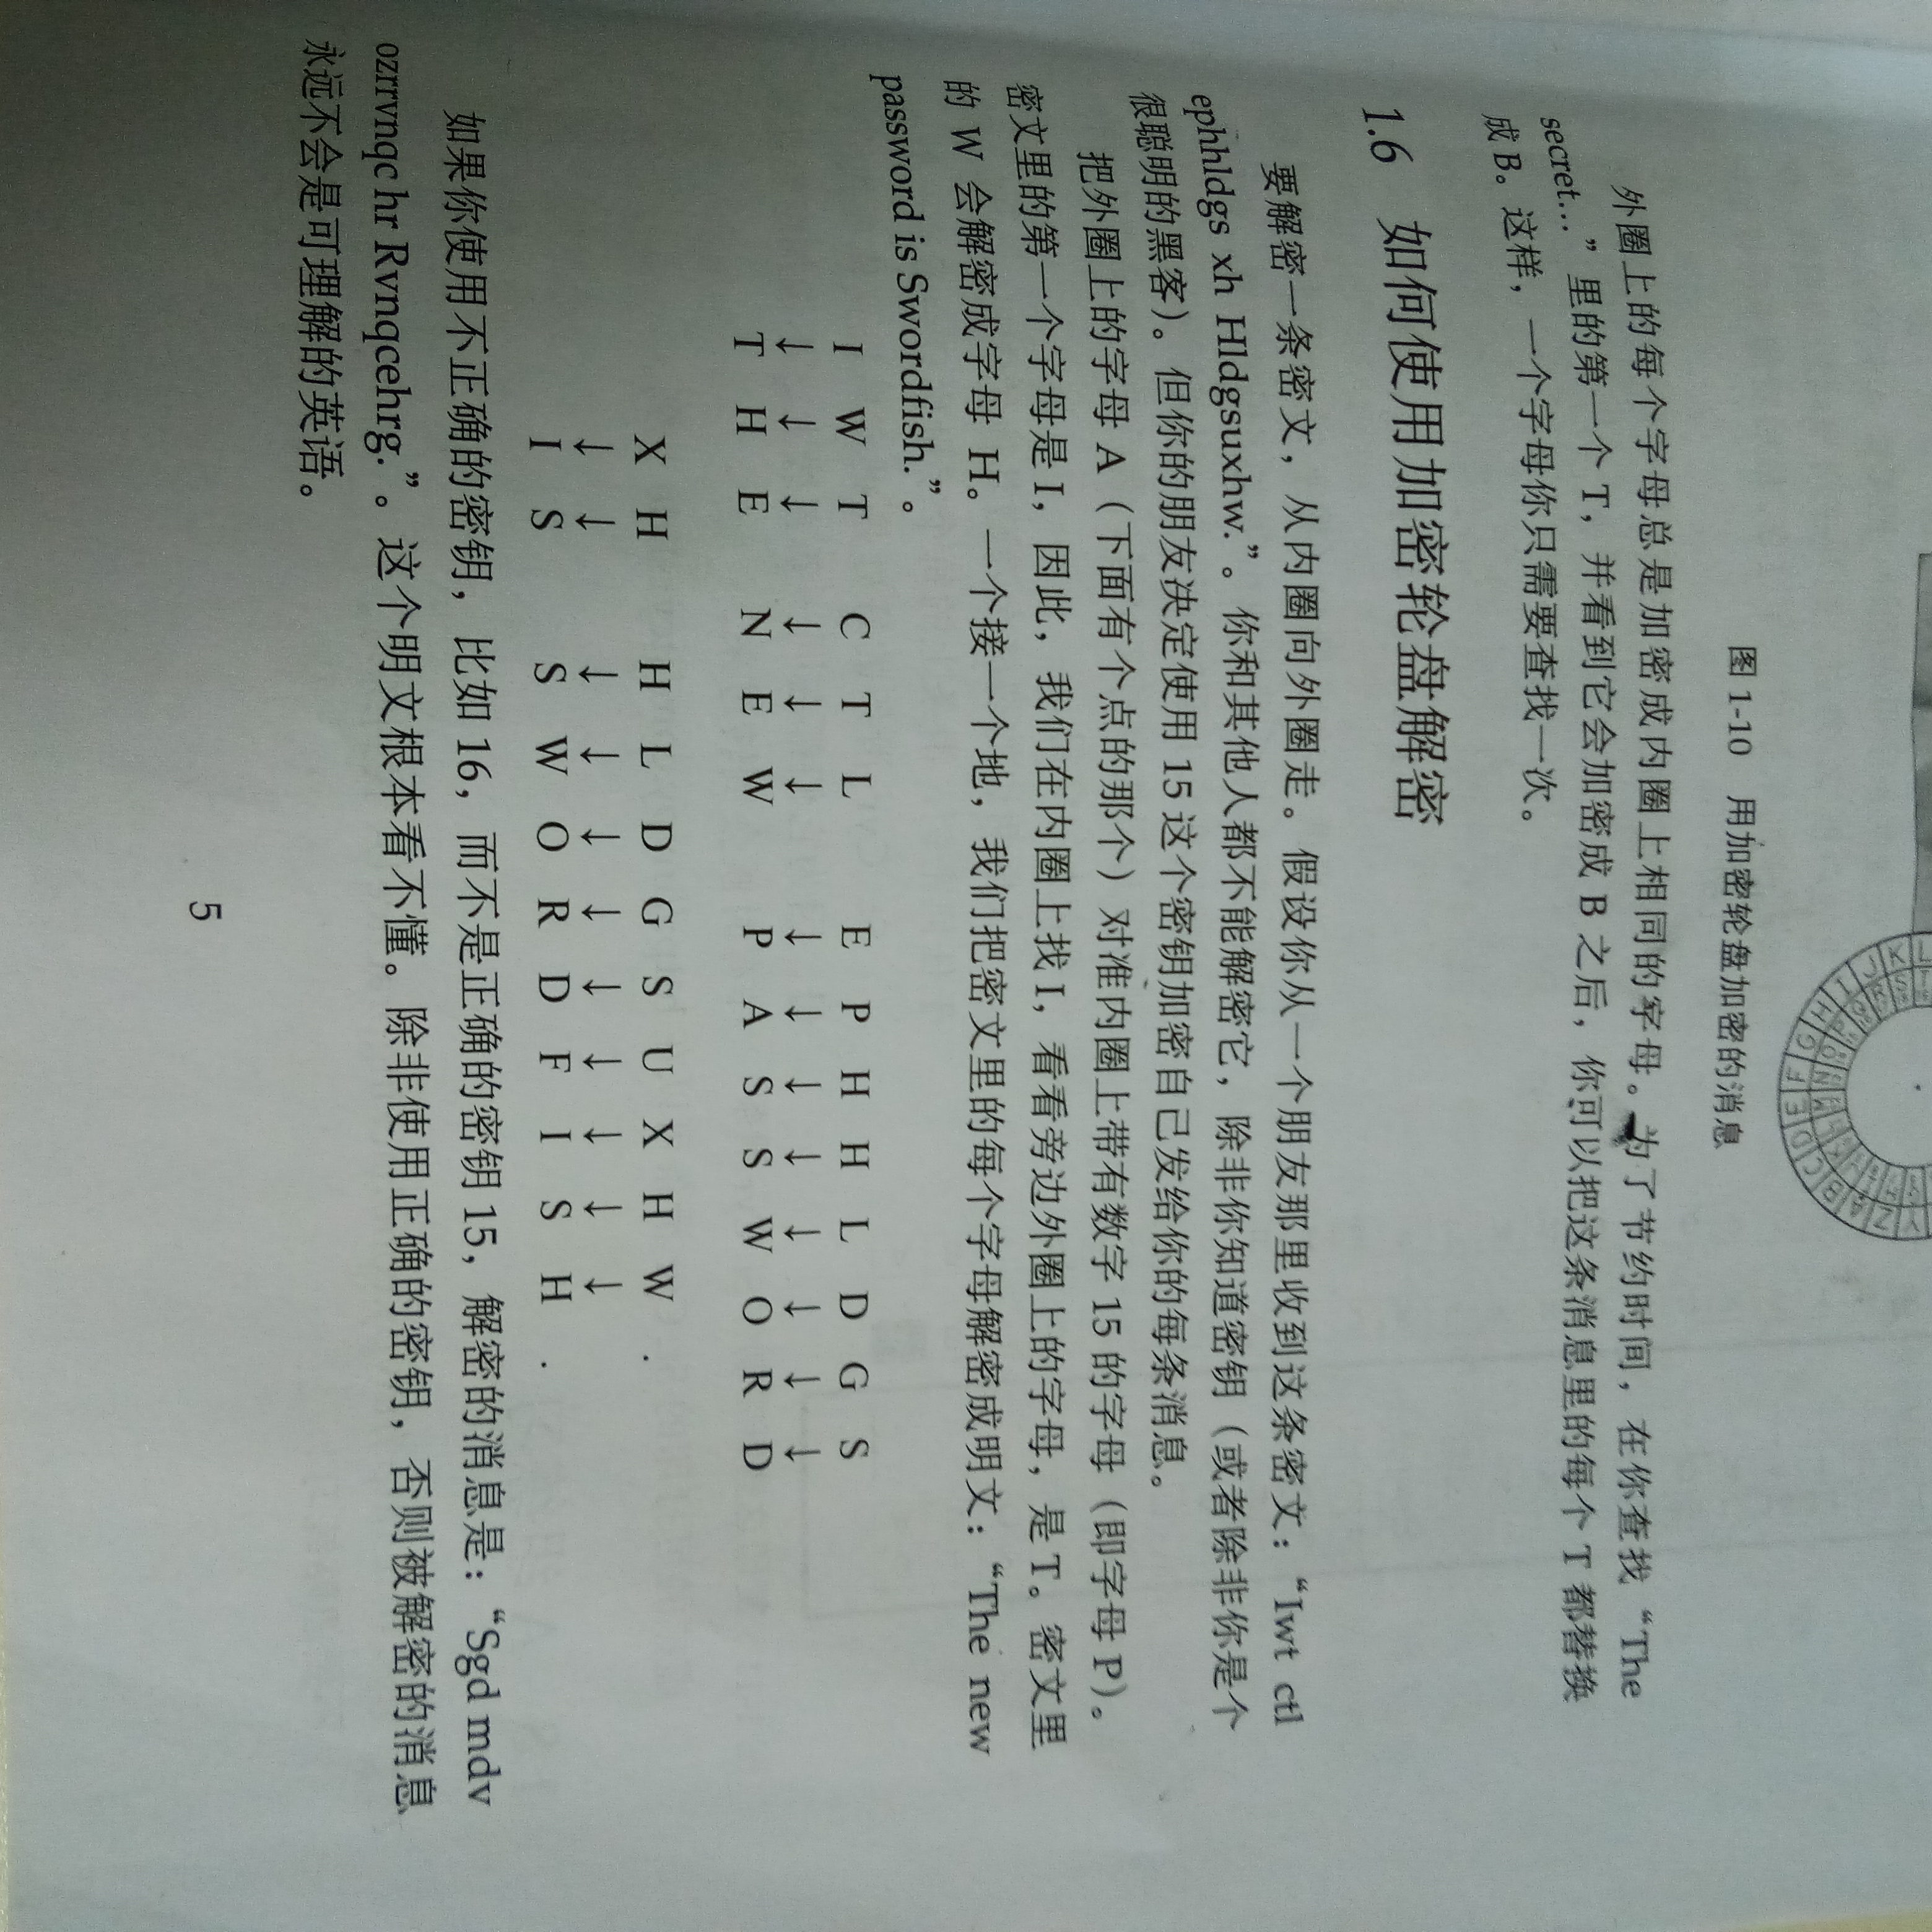 图 1-10 用加密轮盘加密的消息
外圈上的每个字母总是加密成内圈上相同的字母。为了节约时间，在你查找 “The
secret…” 里的第一个 T，并看到它会加密成 B 之后，你可以把这条消息里的每个 T 都替换
成 B。这样，一个字母你只需要查找一次。
1.6 如何使用加密轮盘解密
要解密一条密文，从内圈向外圈走。假设你从一个朋友那里收到这条密文：“Iwt ctl
ephhldgs xh Hldgsuxhw.”。你和其他人都不能解密它，除非你知道密钥（或者除非你是个
很聪明的黑客）。但你的朋友决定使用 15 这个密钥加密自己发给你的每条消息。
把外圈上的字母 A（下面有个点的那个）对准内圈上带有数字 15 的字母（即字母 P）。
密文里的第一个字母是 I，因此，我们在内圈上找 I，看看旁边外圈上的字母，是 T。密文里
的 W 会解密成字母 H。一个接一个地，我们把密文里的每个字母解密成明文：“The new
password is Swordfish.”。
I W T C T L E P H H L D G S
↓ ↓ ↓ ↓ ↓ ↓ ↓ ↓ ↓ ↓ ↓ ↓ ↓ ↓
T H E N E W P A S S W O R D
X H H L D G S U X H W .
↓ ↓ ↓ ↓ ↓ ↓ ↓ ↓ ↓ ↓ ↓
I S S W O R D F I S H .
如果你使用不正确的密钥，比如 16，而不是正确的密钥 15，解密的消息是：“Sgd mdv
ozrrvnqc hr Rvnqcehrg.”。这个明文根本看不懂。除非使用正确的密钥，否则被解密的消息
永远不会是可理解的英语。
5